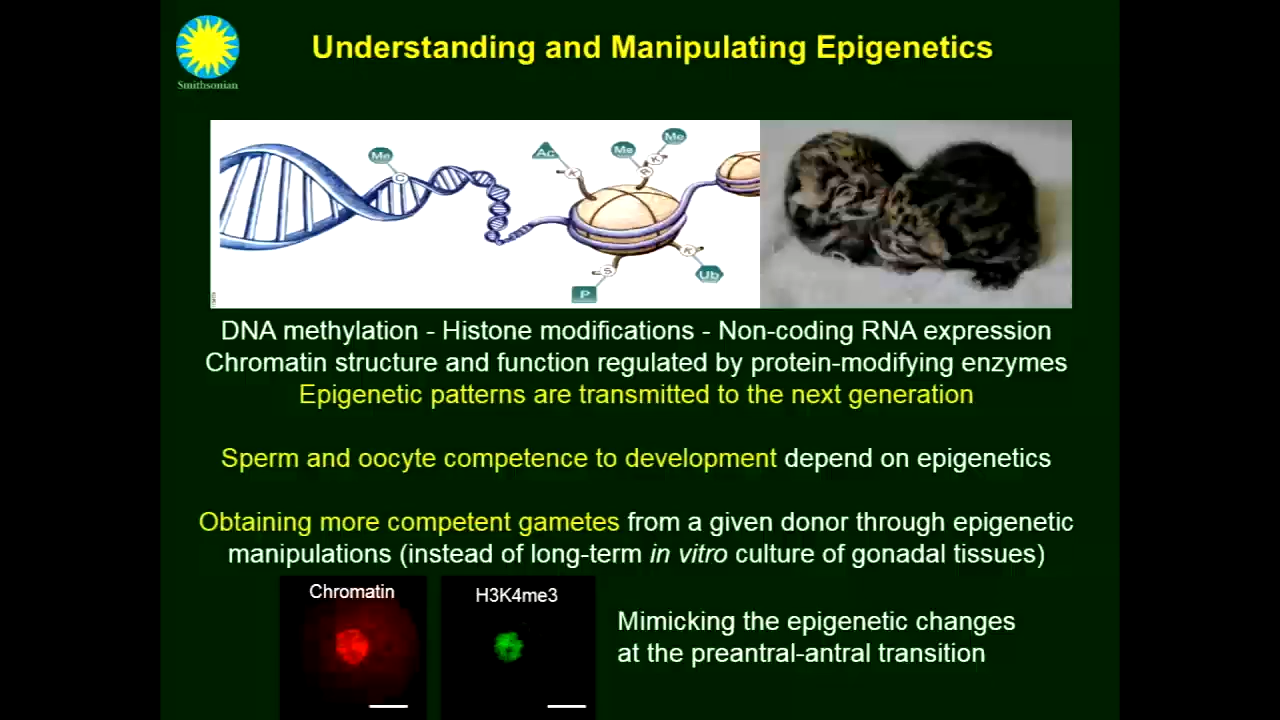 Understanding and Manipulating Epigenetics
Smithsonian
Me
C
Ac
K
Me
K
Me
K
K
Ub
S
P
DNA methylation - Histone modifications - Non-coding RNA expression
Chromatin structure and function regulated by protein-modifying enzymes
Epigenetic patterns are transmitted to the next generation
Sperm and oocyte competence to development depend on epigenetics
Obtaining more competent gametes from a given donor through epigenetic
manipulations (instead of long-term in vitro culture of gonadal tissues)
Chromatin
H3K4me3
Mimicking the epigenetic changes
at the preantral-antral transition